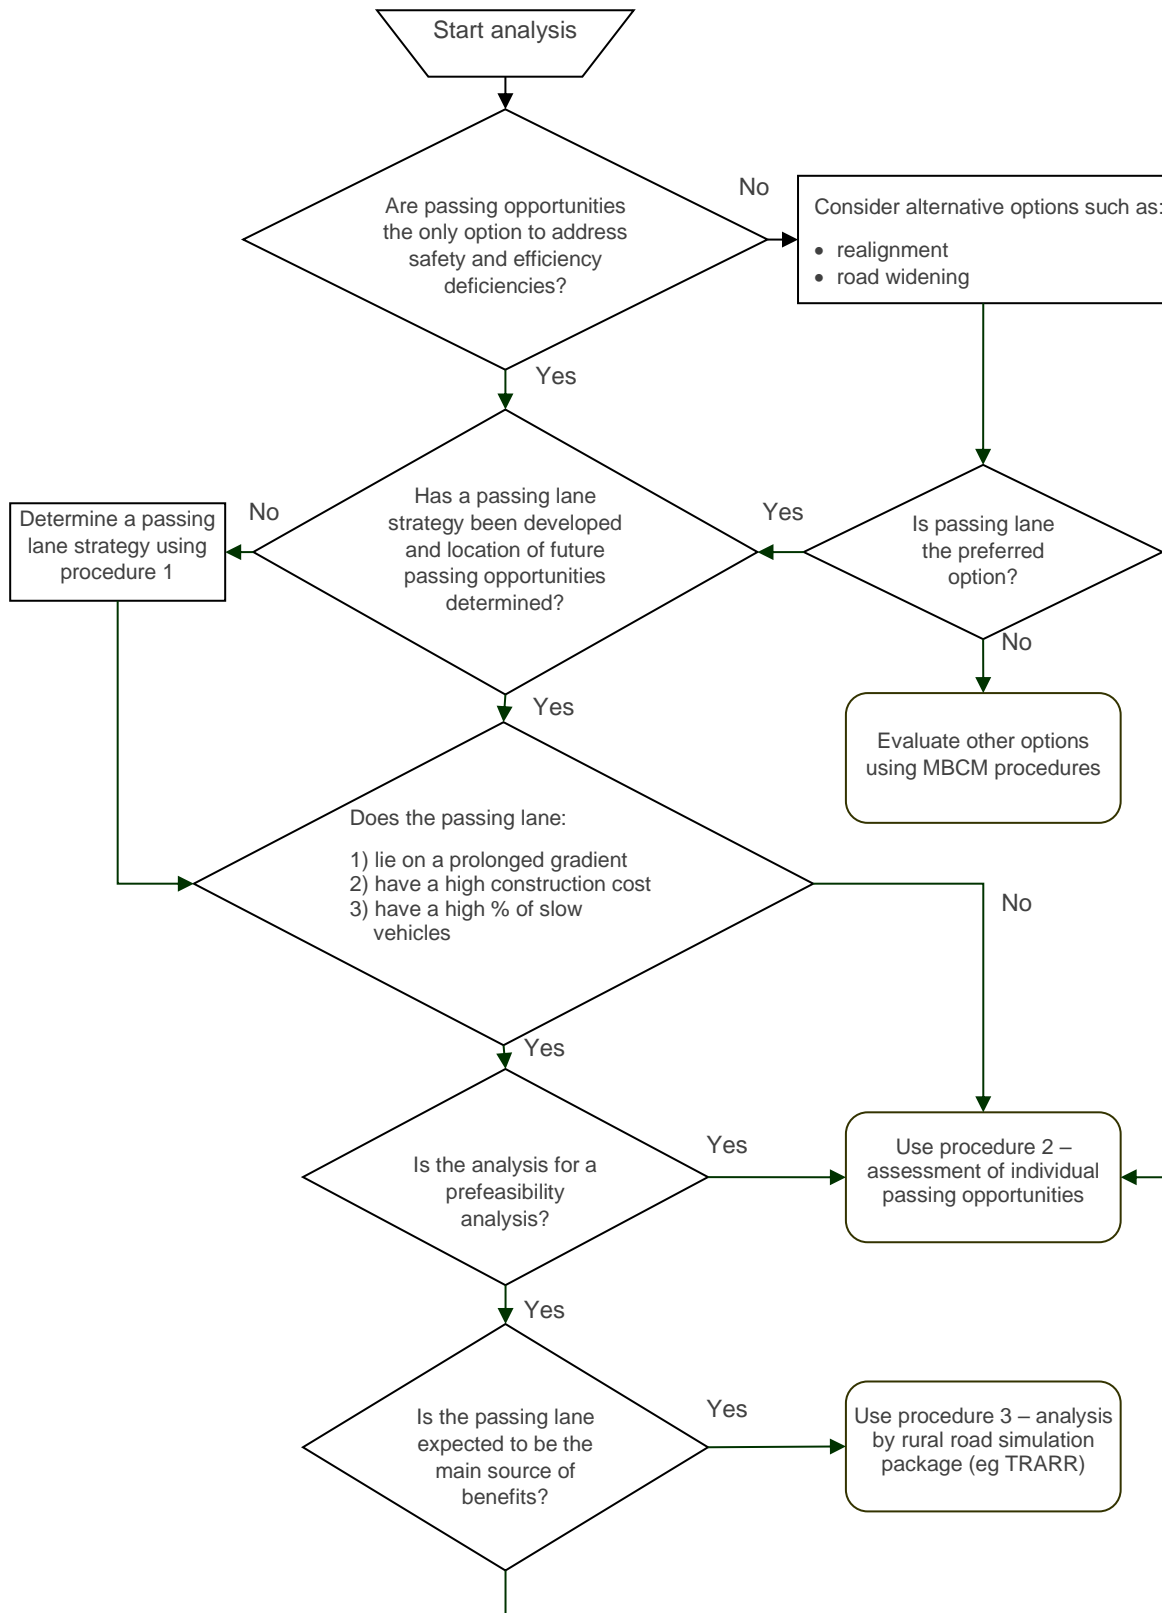 Start analysis
Are passing opportunities
the only option to address
safety and efficiency
deficiencies?
No
Consider alternative options such as:
• realignment
• road widening
Yes
Determine a passing
lane strategy using
procedure 1
No
Has a passing lane
strategy been developed
and location of future
passing opportunities
determined?
Yes
Is passing lane
the preferred
option?
No
Yes
Evaluate other options
using MBCM procedures
Does the passing lane:
1) lie on a prolonged gradient
2) have a high construction cost
3) have a high % of slow
vehicles
No
Yes
Is the analysis for a
prefeasibility
analysis?
Yes
Use procedure 2 –
assessment of individual
passing opportunities
Yes
Is the passing lane
expected to be the
main source of
benefits?
Yes
Use procedure 3 – analysis
by rural road simulation
package (eg TRARR)